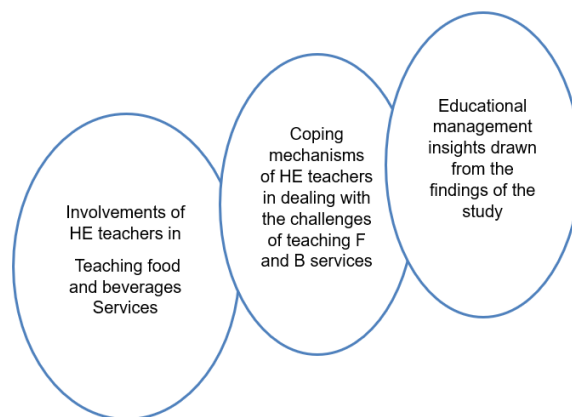 Involvements of
HE teachers in
Teaching food
and beverages
Services
Coping
mechanisms
of HE teachers
in dealing with
the challenges
of teaching F
and B services
Educational
management
insights drawn
from the
findings of the
study